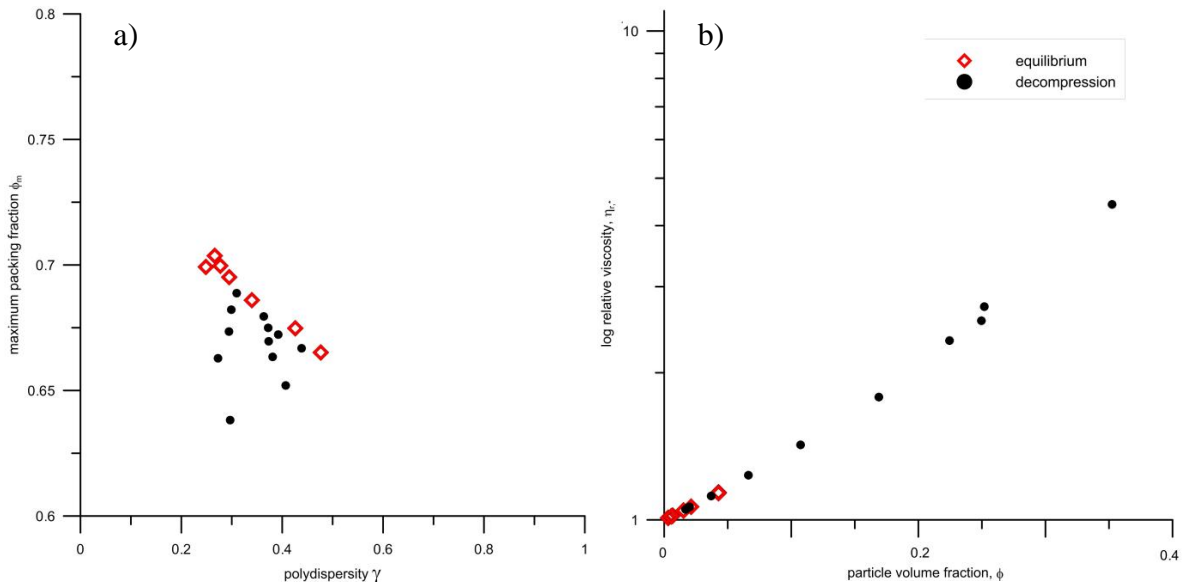 a)
0.8
0.75
0.7
0.65
0.6
maximum packing fraction ϕm
0
0.2
0.4
0.6
0.8
1
polydispersity γ
b)
10
1
log relative viscosity, ηr,*
equilibrium
decompression
0
0.2
0.4
particle volume fraction, ϕ